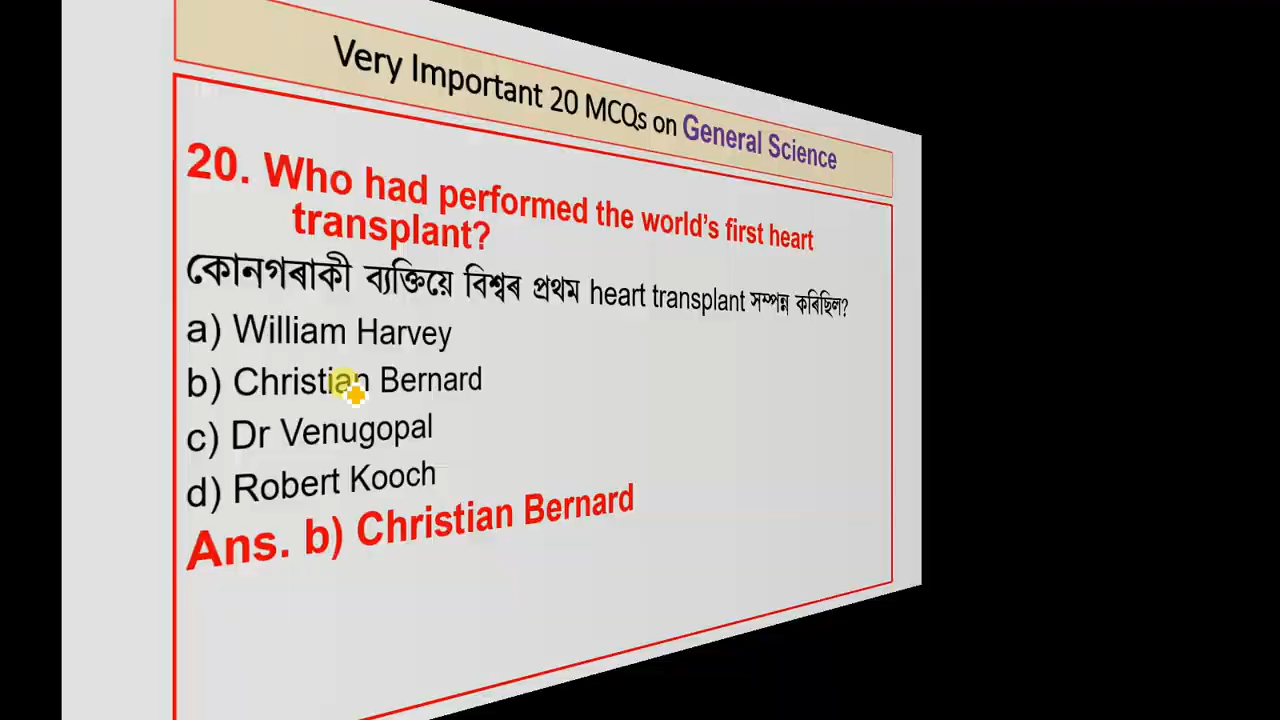 Very Important 20 MCQs on General Science
20. Who had performed the world's first heart
transplant?
কোনগৰাকী ব্যক্তিয়ে বিশ্বৰ প্ৰথম heart transplant সম্পন্ন কৰিছিল?
a) William Harvey
b) Christian Bernard
c) Dr Venugopal
d) Robert Kooch
Ans. b) Christian Bernard